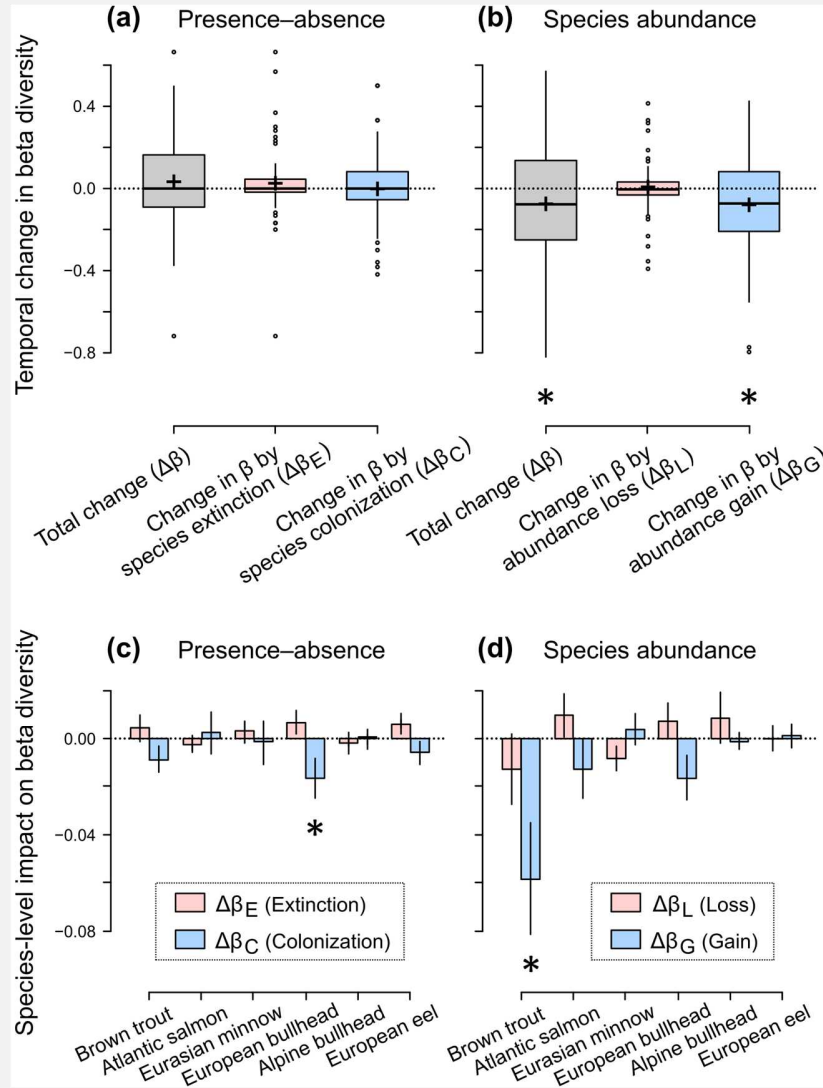 (a) Presence–absence
(b) Species abundance
Temporal change in beta diversity
0.4
0.0
−0.4
−0.8
* *
Total change (Δβ)
Change in β by
species extinction (ΔβE)
Change in β by
species colonization (ΔβC)
Total change (Δβ)
Change in β by
abundance loss (ΔβL)
Change in β by
abundance gain (ΔβG)
(c) Presence–absence
(d) Species abundance
Species-level impact on beta diversity
0.00
−0.04
−0.08
*
*
ΔβE (Extinction)
ΔβC (Colonization)
ΔβL (Loss)
ΔβG (Gain)
Brown trout
Atlantic salmon
Eurasian minnow
European bullhead
Alpine bullhead
European eel
Brown trout
Atlantic salmon
Eurasian minnow
European bullhead
Alpine bullhead
European eel